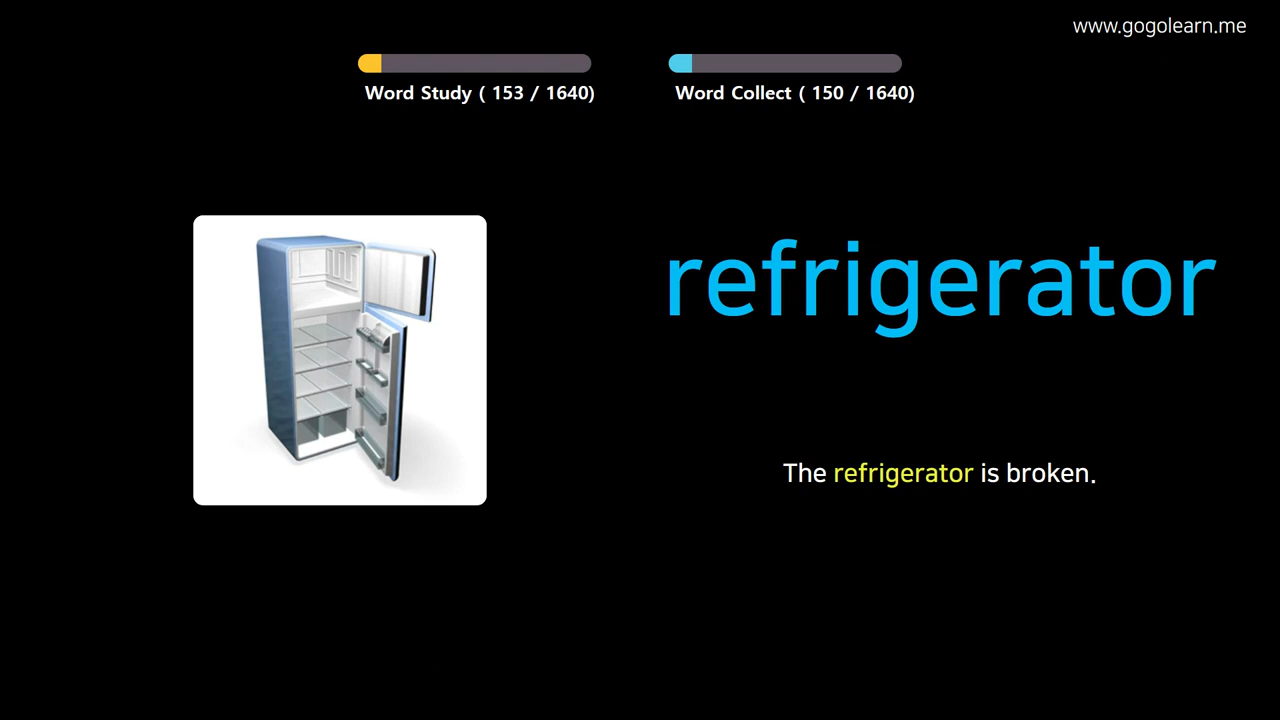 www.gogolearn.me
Word Study ( 153 / 1640)
Word Collect ( 150 / 1640)
refrigerator
The refrigerator is broken.